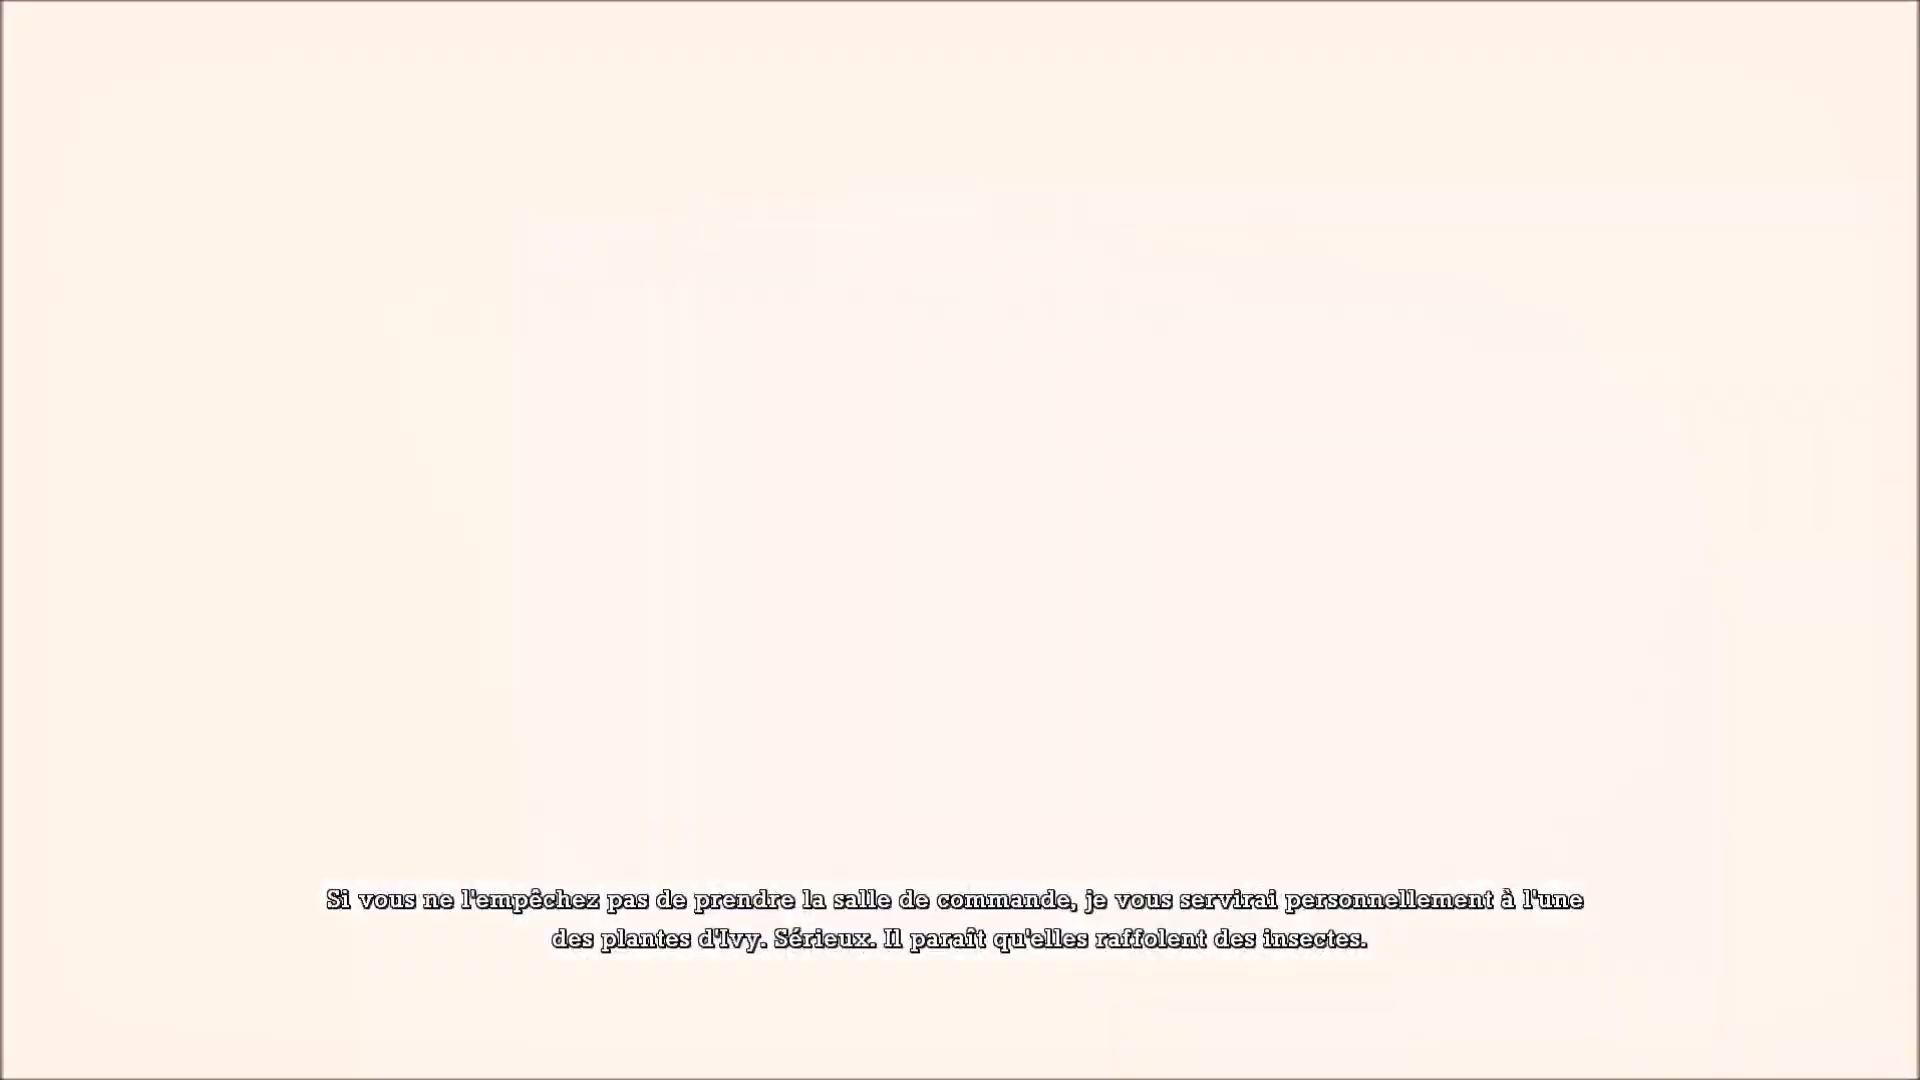 Si vous ne l'empêchez pas de prendre la salle de commande, je vous servirai personnellement à l'une
des plantes d'Ivy. Sérieux. Il paraît qu'elles raffolent des insectes.